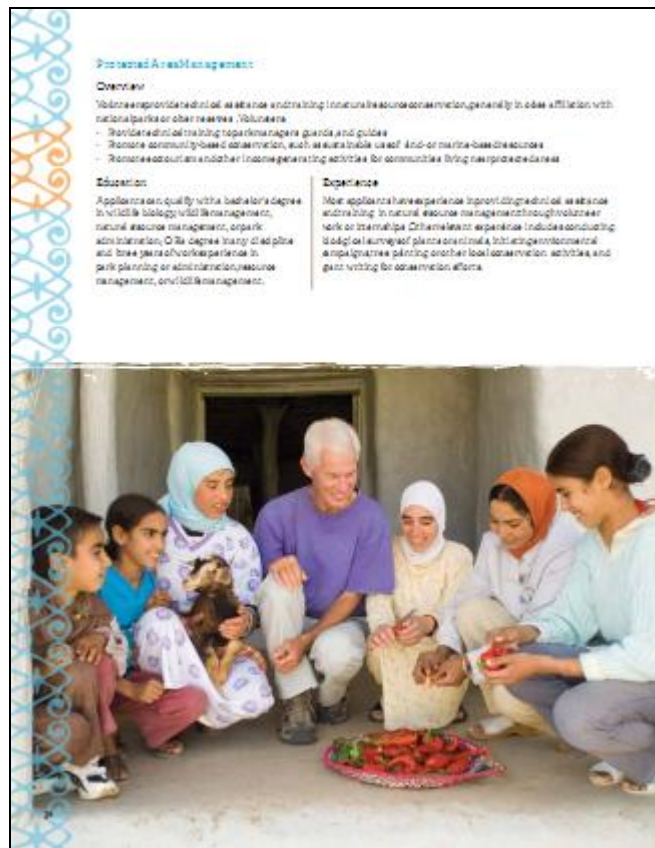 Protected Area Management
Overview
Volunteers provide technical assistance and training in natural resource conservation, generally in close affiliation with
national parks or other reserves. Volunteers:
- Provide technical training to park managers, guards, and guides
- Promote community-based conservation, such as sustainable use of land- or marine-based resources
- Promote ecotourism and other income generating activities for communities living near protected areas
Education
Applicants can qualify with a bachelor's degree
in wildlife biology, wildlife management,
natural resource management, or park
administration; OR a degree in any discipline
and three years of work experience in
park planning or administration, resource
management, or wildlife management.
Experience
Most applicants have experience in providing technical assistance
and training in natural resource management through volunteer
work or internships. Other relevant experience includes conducting
biological surveys of plants or animals, initiating environmental
campaigns, tree planting or other local conservation activities, and
grant writing for conservation efforts.